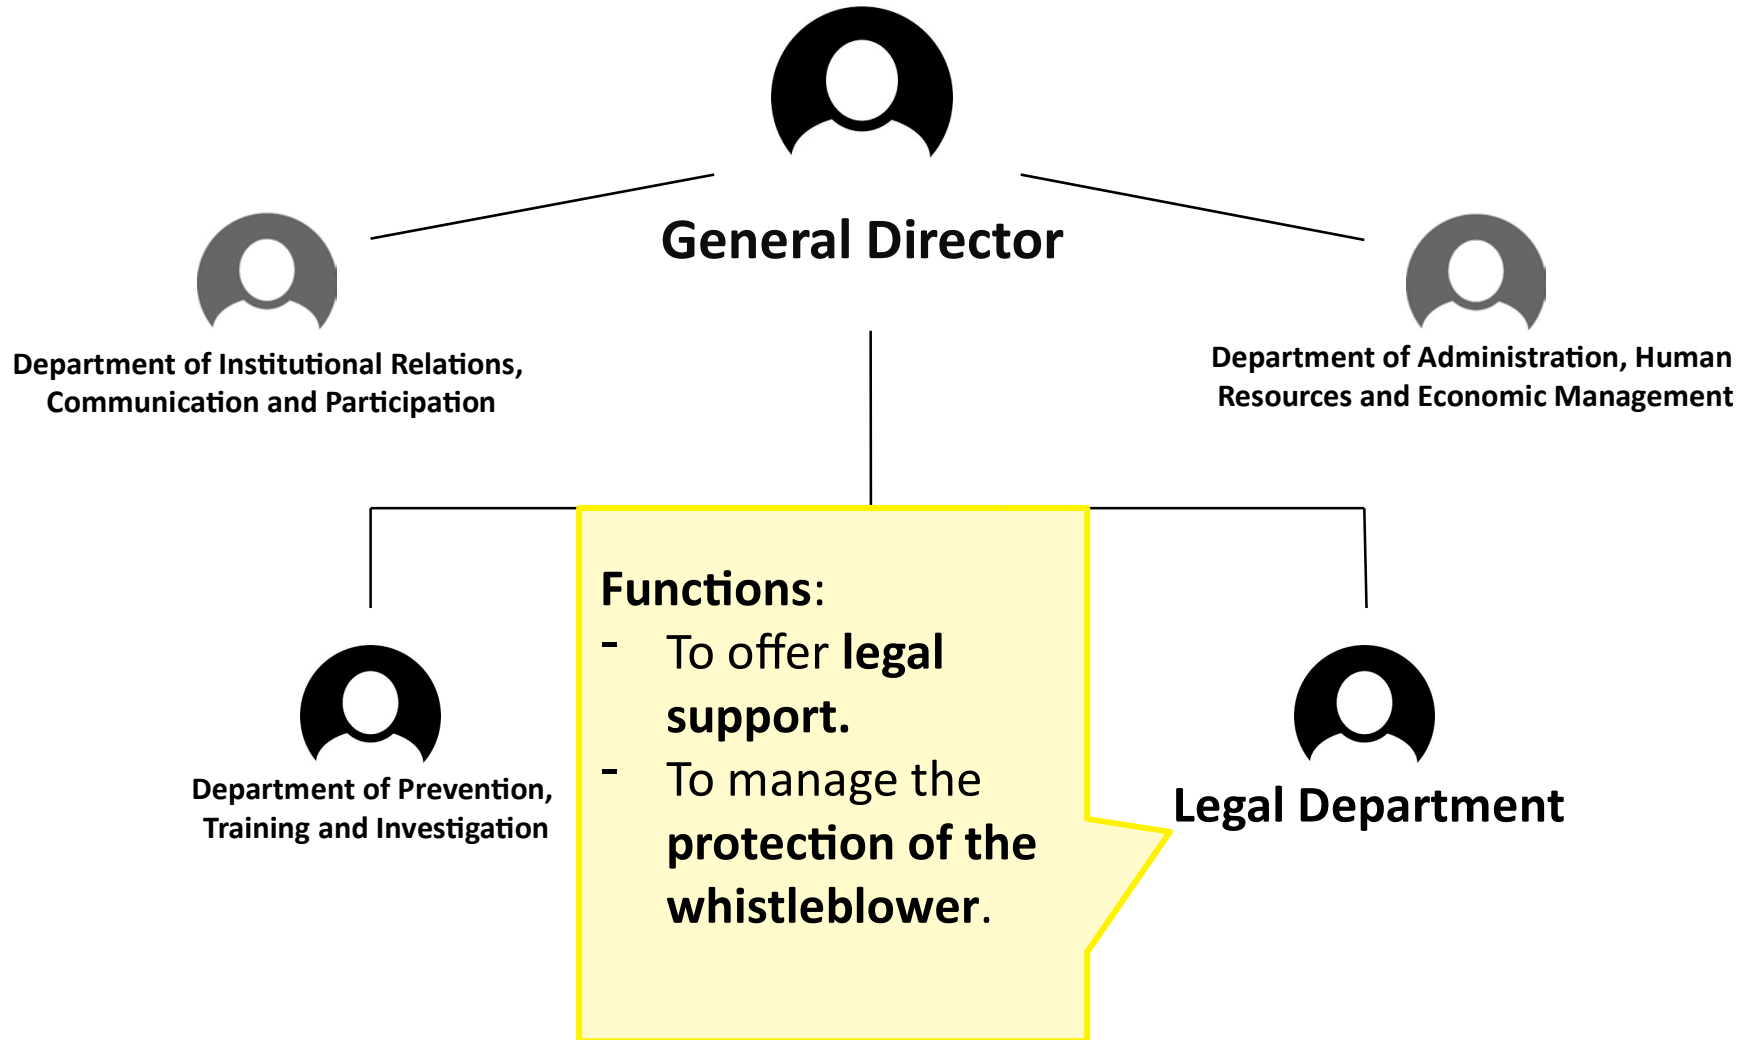 General Director
Department of Institutional Relations,
Communication and Participation
Department of Administration, Human
Resources and Economic Management
Functions:
- To offer legal
support.
- To manage the
protection of the
whistleblower.
Department of Prevention,
Training and Investigation
Legal Department